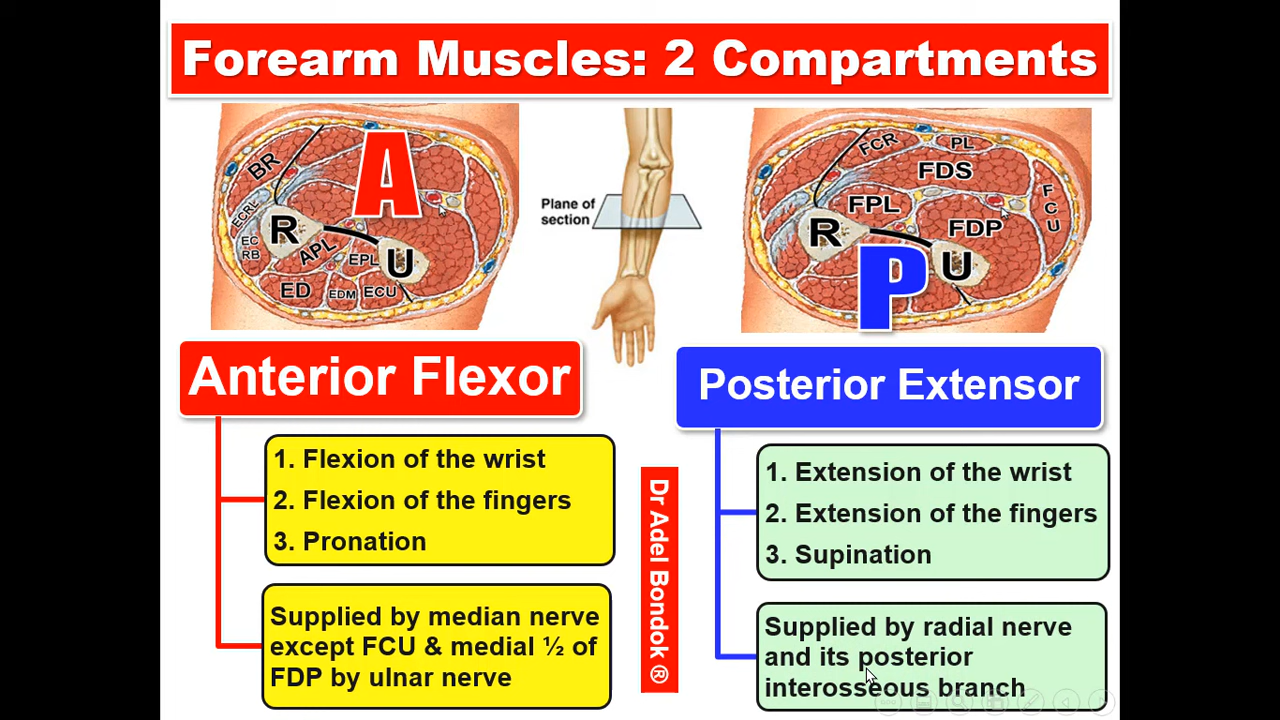 Forearm Muscles: 2 Compartments
A
BR
ECRL
EC
RB
R
APL
EPL
U
ED
EDM
ECU
Plane of
section
FCR
PL
FDS
FPL
FCU
R
FDP
U
P
Anterior Flexor
1. Flexion of the wrist
2. Flexion of the fingers
3. Pronation
Supplied by median nerve
except FCU & medial ½ of
FDP by ulnar nerve
Dr Adel Bondok ®
Posterior Extensor
1. Extension of the wrist
2. Extension of the fingers
3. Supination
Supplied by radial nerve
and its posterior
interosseous branch